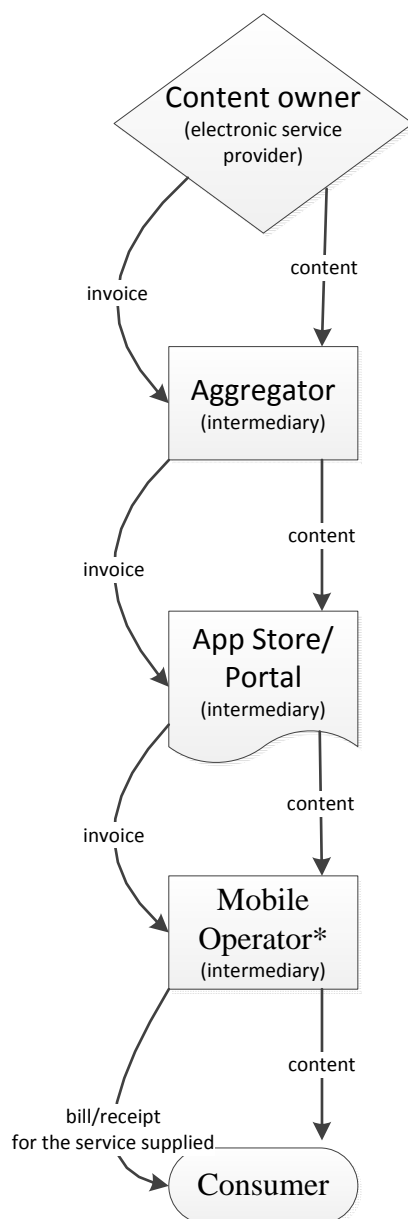 Content owner
(electronic service
provider)
content
invoice
Aggregator
(intermediary)
content
invoice
App Store/
Portal
(intermediary)
content
invoice
Mobile
Operator*
(intermediary)
content
bill/receipt
for the service supplied
Consumer